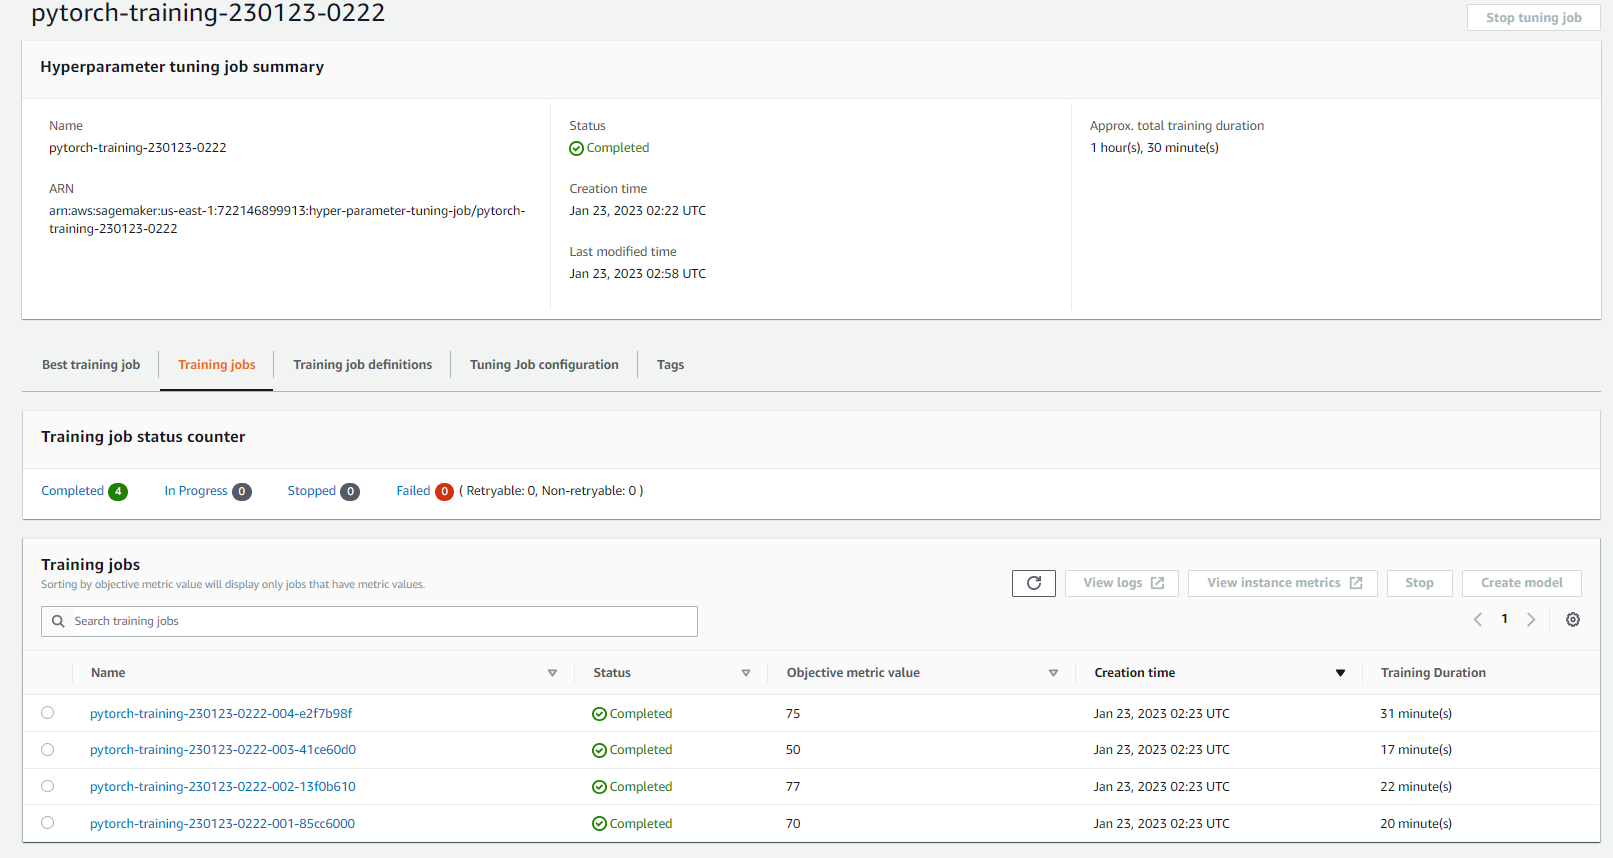 pytorch-training-230123-0222
Stop tuning job
Hyperparameter tuning job summary
Name
pytorch-training-230123-0222
ARN
arn:aws:sagemaker:us-east-1:722146899913:hyper-parameter-tuning-job/pytorch-
training-230123-0222
Status
Completed
Creation time
Jan 23, 2023 02:22 UTC
Last modified time
Jan 23, 2023 02:58 UTC
Approx. total training duration
1 hour(s), 30 minute(s)
Best training job Training jobs Training job definitions Tuning Job configuration Tags
Training job status counter
Completed 4 In Progress 0 Stopped 0 Failed 0 ( Retryable: 0, Non-retryable: 0 )
Training jobs
Sorting by objective metric value will display only jobs that have metric values.
View logs View instance metrics Stop Create model
Search training jobs
1
Name Status Objective metric value Creation time Training Duration
pytorch-training-230123-0222-004-e2f7b98f Completed 75 Jan 23, 2023 02:23 UTC 31 minute(s)
pytorch-training-230123-0222-003-41ce60d0 Completed 50 Jan 23, 2023 02:23 UTC 17 minute(s)
pytorch-training-230123-0222-002-13f0b610 Completed 77 Jan 23, 2023 02:23 UTC 22 minute(s)
pytorch-training-230123-0222-001-85cc6000 Completed 70 Jan 23, 2023 02:23 UTC 20 minute(s)